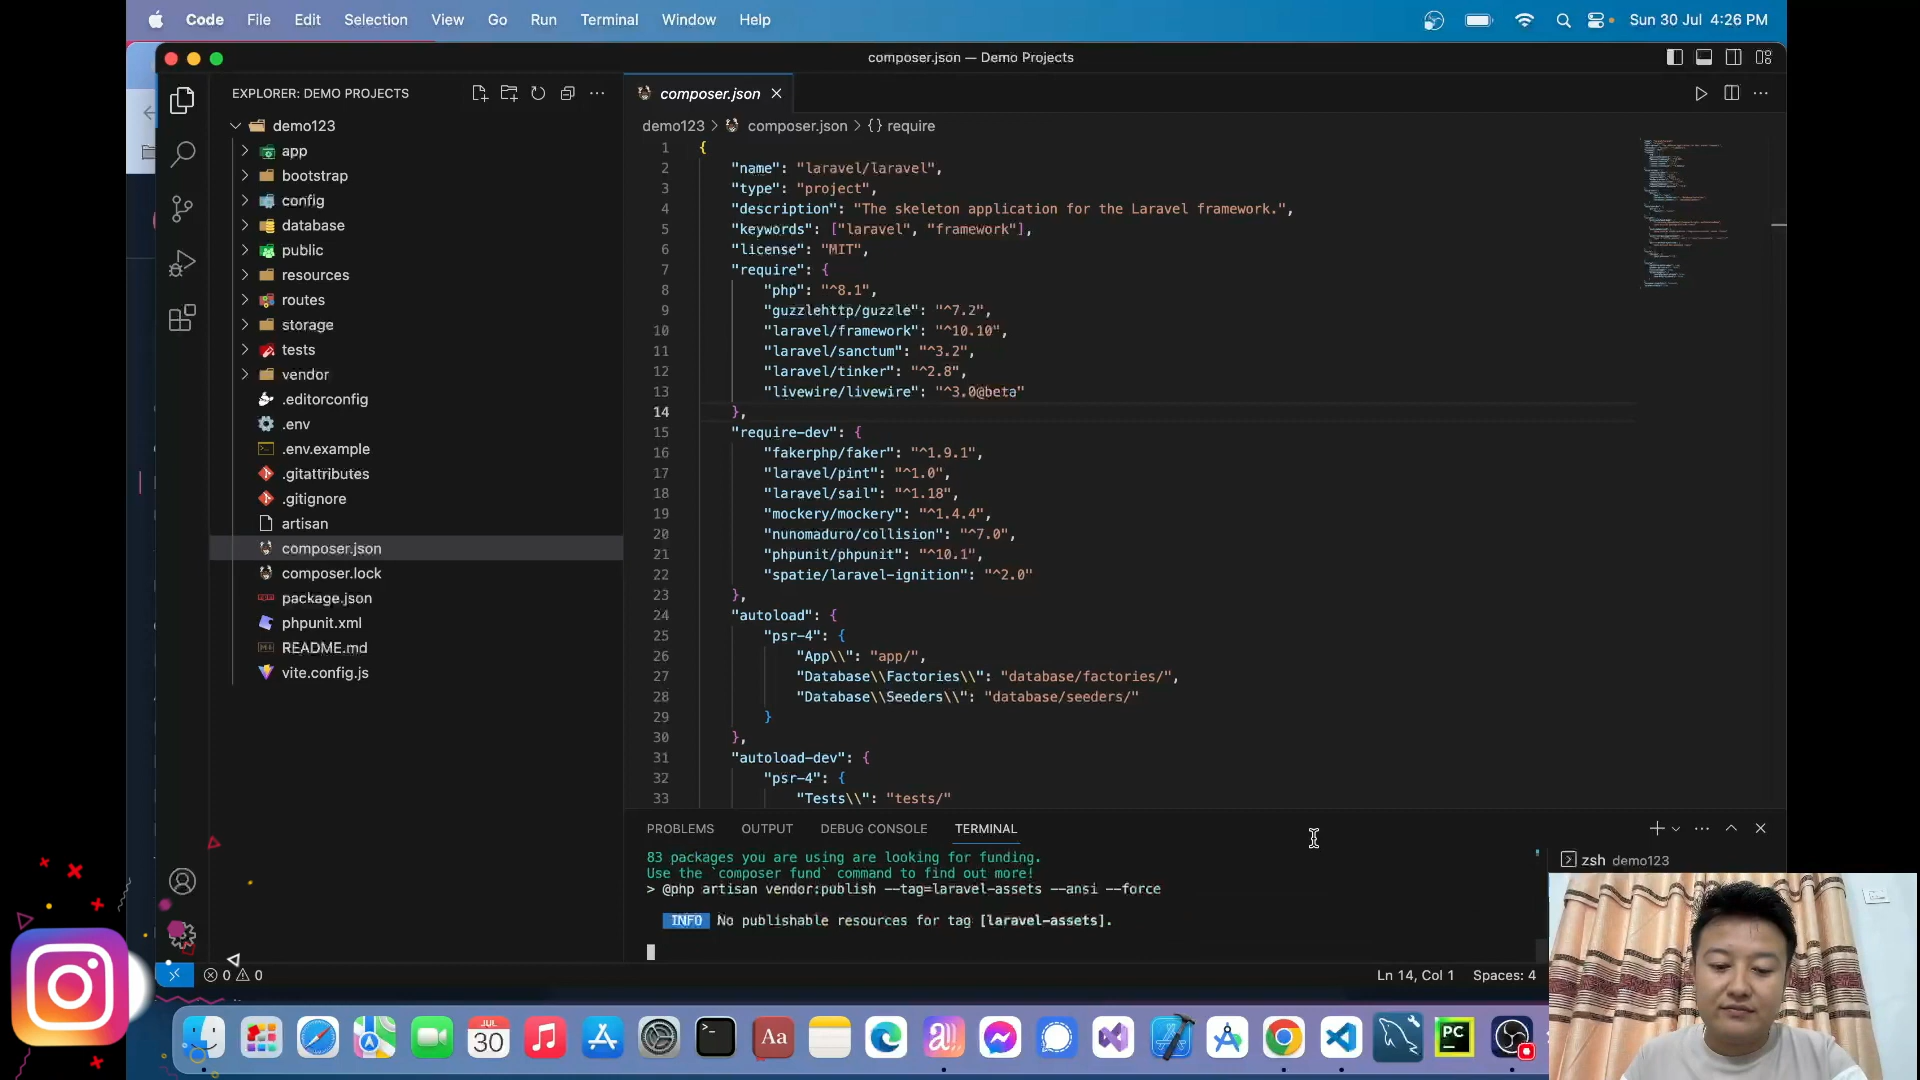 Code File Edit Selection View Go Run Terminal Window Help Sun 30 Jul 4:26 PM
composer.json — Demo Projects
EXPLORER: DEMO PROJECTS
demo123
app
bootstrap
config
database
public
resources
routes
storage
tests
vendor
.editorconfig
.env
.env.example
.gitattributes
.gitignore
artisan
composer.json
composer.lock
package.json
phpunit.xml
README.md
vite.config.js
composer.json
demo123 > composer.json > {} require
1 {
2 "name": "laravel/laravel",
3 "type": "project",
4 "description": "The skeleton application for the Laravel framework.",
5 "keywords": ["laravel", "framework"],
6 "license": "MIT",
7 "require": {
8 "php": "^8.1",
9 "guzzlehttp/guzzle": "^7.2",
10 "laravel/framework": "^10.10",
11 "laravel/sanctum": "^3.2",
12 "laravel/tinker": "^2.8",
13 "livewire/livewire": "^3.0@beta"
14 },
15 "require-dev": {
16 "fakerphp/faker": "^1.9.1",
17 "laravel/pint": "^1.0",
18 "laravel/sail": "^1.18",
19 "mockery/mockery": "^1.4.4",
20 "nunomaduro/collision": "^7.0",
21 "phpunit/phpunit": "^10.1",
22 "spatie/laravel-ignition": "^2.0"
23 },
24 "autoload": {
25 "psr-4": {
26 "App\\": "app/",
27 "Database\\Factories\\": "database/factories/",
28 "Database\\Seeders\\": "database/seeders/"
29 }
30 },
31 "autoload-dev": {
32 "psr-4": {
33 "Tests\\": "tests/"
PROBLEMS OUTPUT DEBUG CONSOLE TERMINAL
83 packages you are using are looking for funding.
Use the `composer fund` command to find out more!
> @php artisan vendor:publish --tag=laravel-assets --ansi --force
INFO No publishable resources for tag [laravel-assets].
zsh demo123
0 0
Ln 14, Col 1 Spaces: 4
JUL
30
Aa
PC